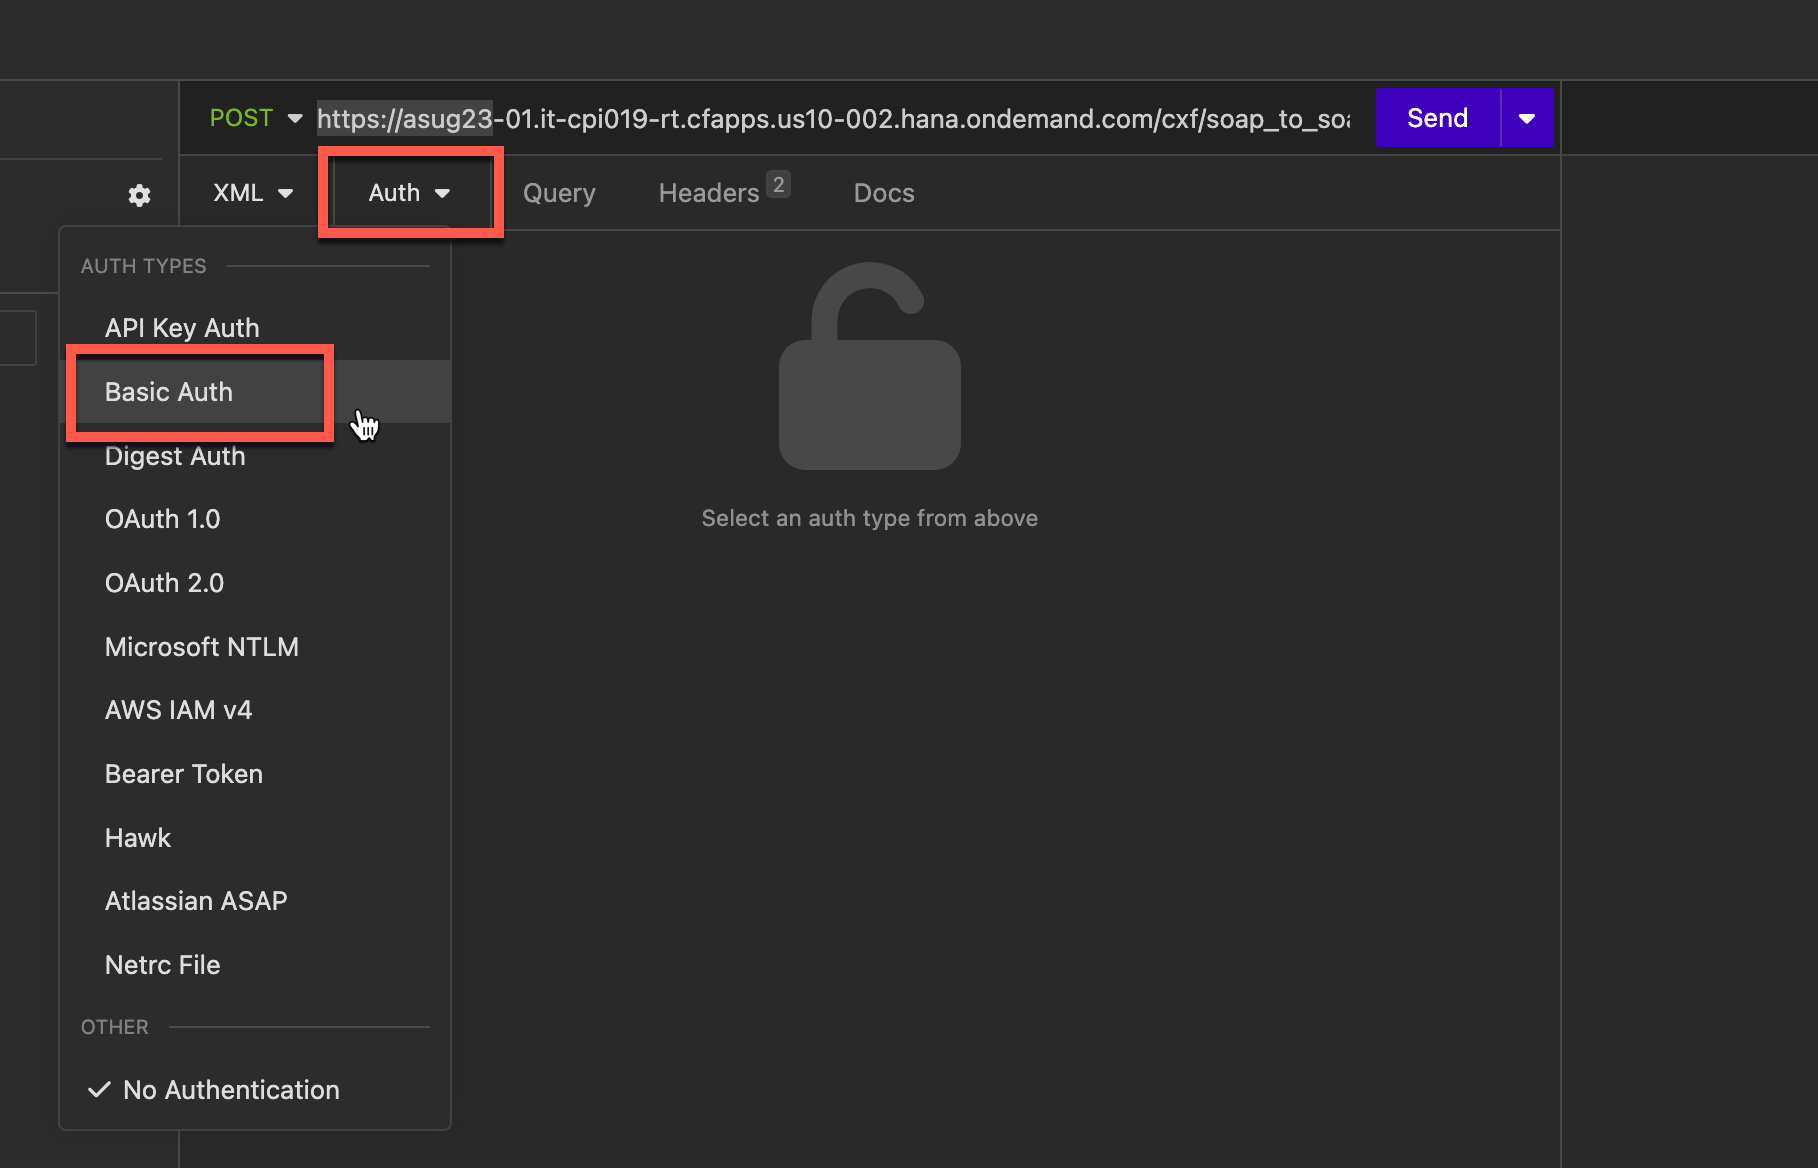 POST https://asug23-01.it-cpi019-rt.cfapps.us10-002.hana.ondemand.com/cxf/soap_to_so Send
XML Auth Query Headers 2 Docs
AUTH TYPES
API Key Auth
Basic Auth
Digest Auth
OAuth 1.0
OAuth 2.0
Microsoft NTLM
AWS IAM v4
Bearer Token
Hawk
Atlassian ASAP
Netrc File
OTHER
No Authentication
Select an auth type from above